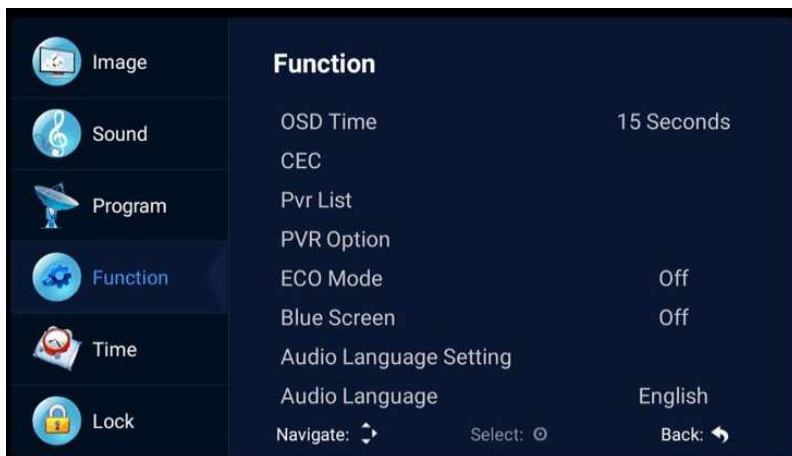 Image
Sound
Program
Function
Time
Lock
Function
OSD Time 15 Seconds
CEC
Pvr List
PVR Option
ECO Mode Off
Blue Screen Off
Audio Language Setting
Audio Language English
Navigate: Select: Back: